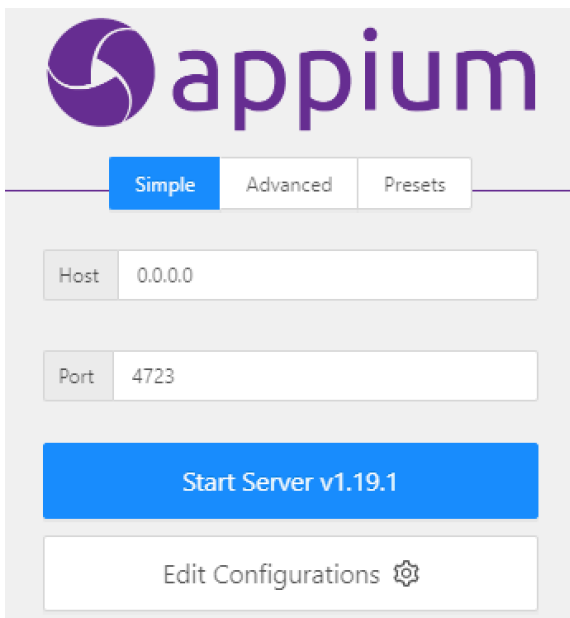 appium
Simple Advanced Presets
Host 0.0.0.0
Port 4723
Start Server v1.19.1
Edit Configurations